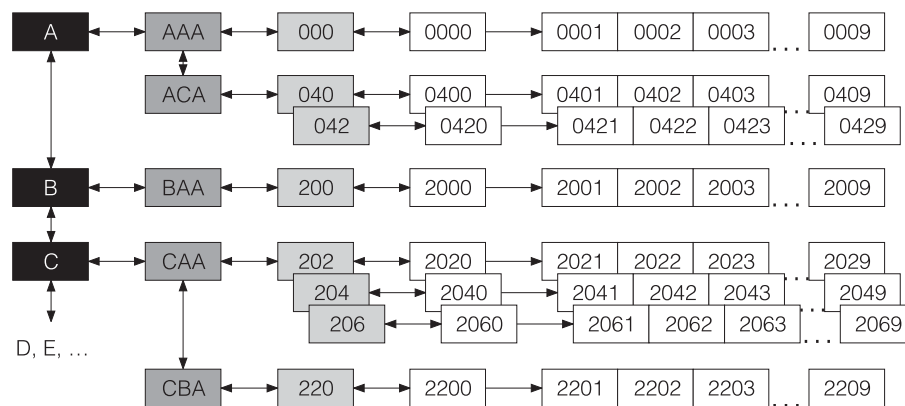 A AAA 000 0000 0001 0002 0003 ... 0009
ACA 040 0400 0401 0402 0403 ... 0409
042 0420 0421 0422 0423 ... 0429
B BAA 200 2000 2001 2002 2003 ... 2009
C CAA 202 2020 2021 2022 2023 ... 2029
204 2040 2041 2042 2043 ... 2049
206 2060 2061 2062 2063 ... 2069
D, E, ...
CBA 220 2200 2201 2202 2203 ... 2209